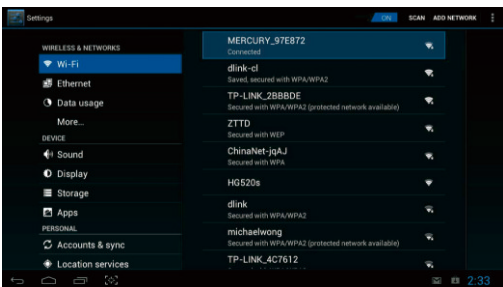 Settings
ON
SCAN
ADD NETWORK
WIRELESS & NETWORKS
Wi-Fi
Ethernet
Data usage
More...
DEVICE
Sound
Display
Storage
Apps
PERSONAL
Accounts & sync
Location services
MERCURY_97E872
Connected
dlink-cl
Saved, secured with WPA/WPA2
TP-LINK_2BBBDE
Secured with WPA/WPA2 (protected network available)
ZTTD
Secured with WEP
ChinaNet-jqAJ
Secured with WPA
HG520s
dlink
Secured with WPA/WPA2
michaelwong
Secured with WPA/WPA2 (protected network available)
TP-LINK_4C7612
2:33